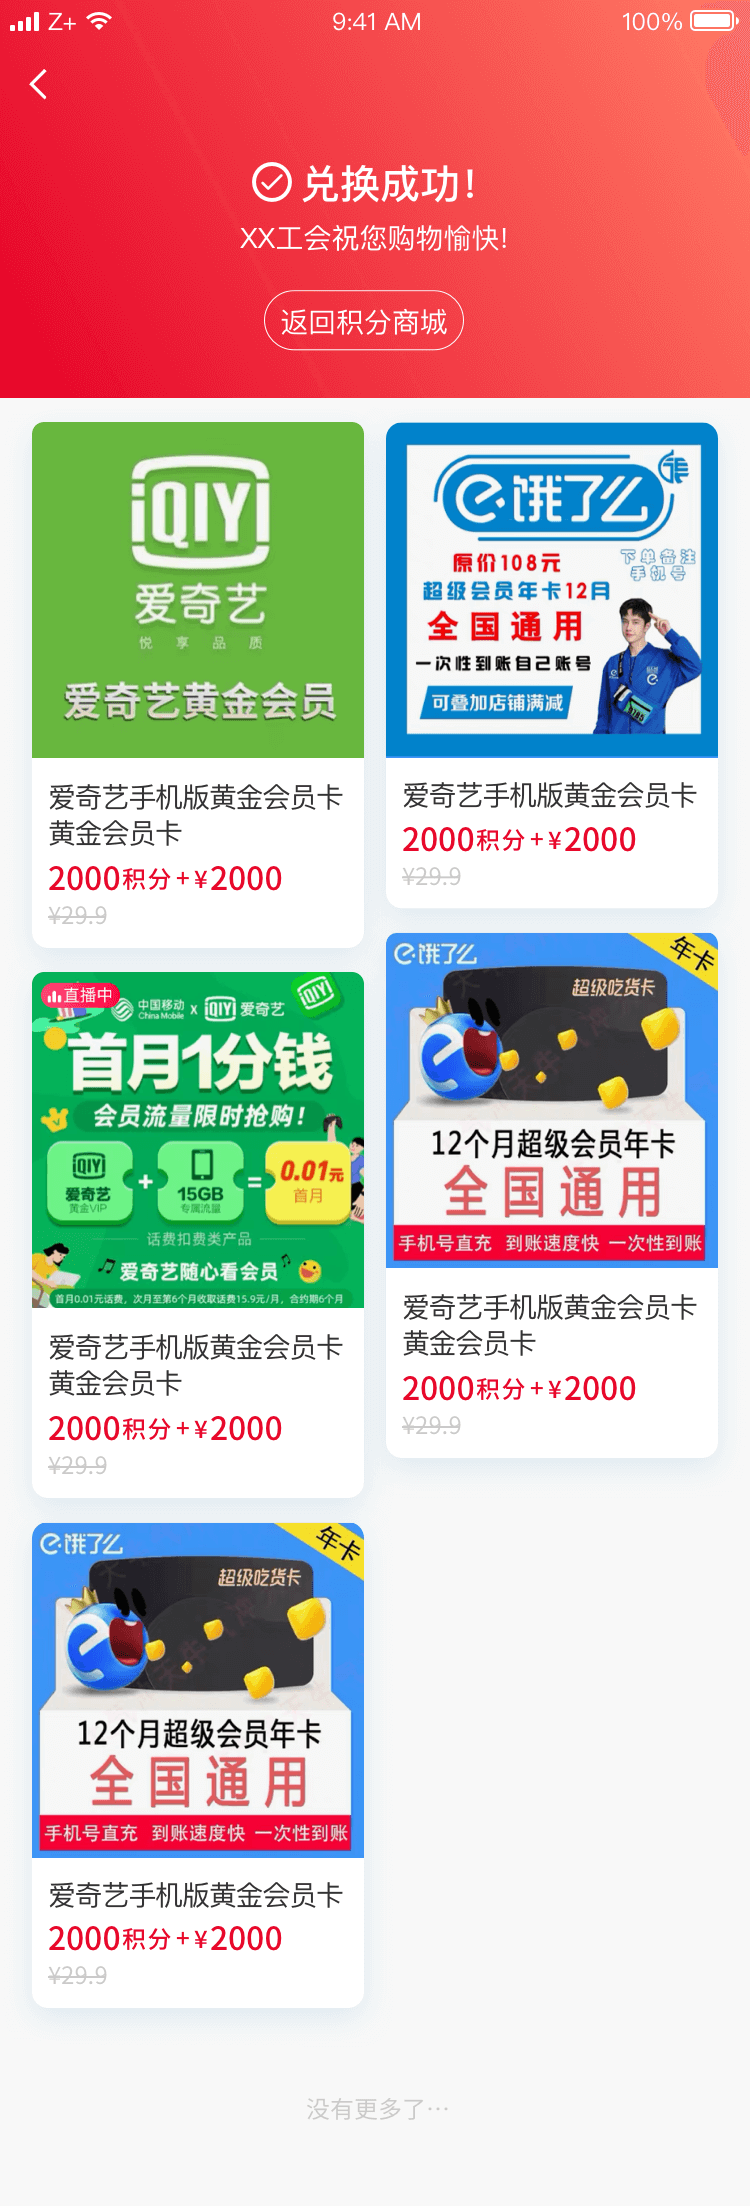 Z+
9:41 AM
100%
兑换成功!
XX工会祝您购物愉快!
返回积分商城
iQIYI
爱奇艺
悦享品质
爱奇艺黄金会员
爱奇艺手机版黄金会员卡
黄金会员卡
2000积分+¥2000
¥29.9
饿了么
原价108元
下单备注
手机号
超级会员年卡12月
全国通用
一次性到账自己账号
可叠加店铺满减
爱奇艺手机版黄金会员卡
2000积分+¥2000
¥29.9
直播中
中国移动
China Mobile
x
iQIYI 爱奇艺
iQIYI
首月1分钱
会员流量限时抢购!
iQIYI
爱奇艺
黄金VIP
+
15GB
专属流量
=
0.01元
首月
话费扣费类产品
爱奇艺随心看会员
首月0.01元话费，次月至第6个月收取话费15.9元/月，合约期6个月
爱奇艺手机版黄金会员卡
黄金会员卡
2000积分+¥2000
¥29.9
饿了么
年卡
超级吃货卡
12个月超级会员年卡
全国通用
手机号直充 到账速度快 一次性到账
爱奇艺手机版黄金会员卡
黄金会员卡
2000积分+¥2000
¥29.9
饿了么
年卡
超级吃货卡
12个月超级会员年卡
全国通用
手机号直充 到账速度快 一次性到账
爱奇艺手机版黄金会员卡
2000积分+¥2000
¥29.9
没有更多了···